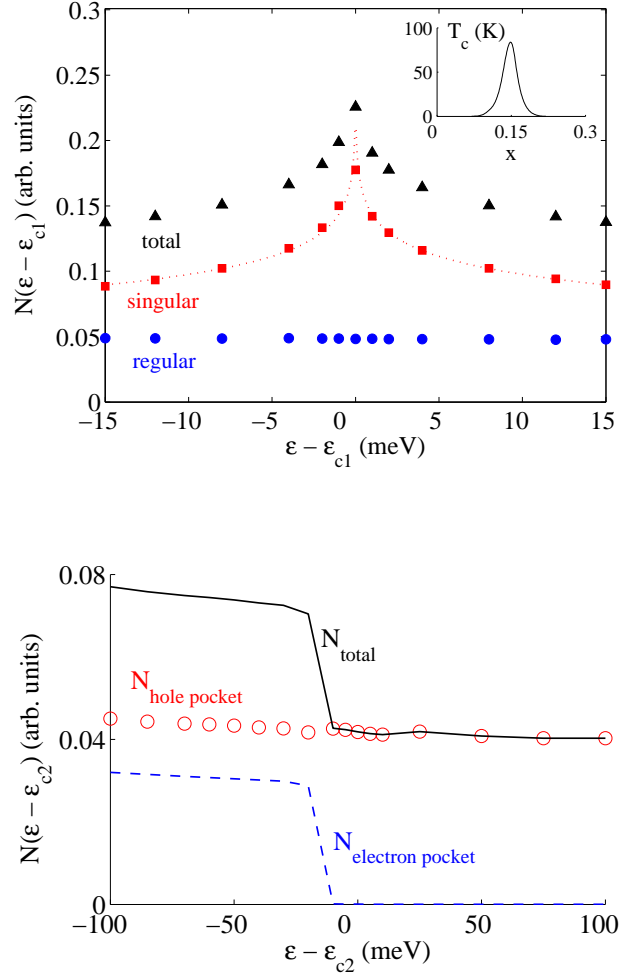 0.3
0.25
0.2
0.15
0.1
0.05
0
N(ε − ε_c1) (arb. units)
T_c (K)
100
50
0
0 0.15 0.3
x
total
singular
regular
−15 −10 −5 0 5 10 15
ε − ε_c1 (meV)
0.08
0.04
0
N(ε − ε_c2) (arb. units)
N_total
N_hole pocket
N_electron pocket
−100 −50 0 50 100
ε − ε_c2 (meV)